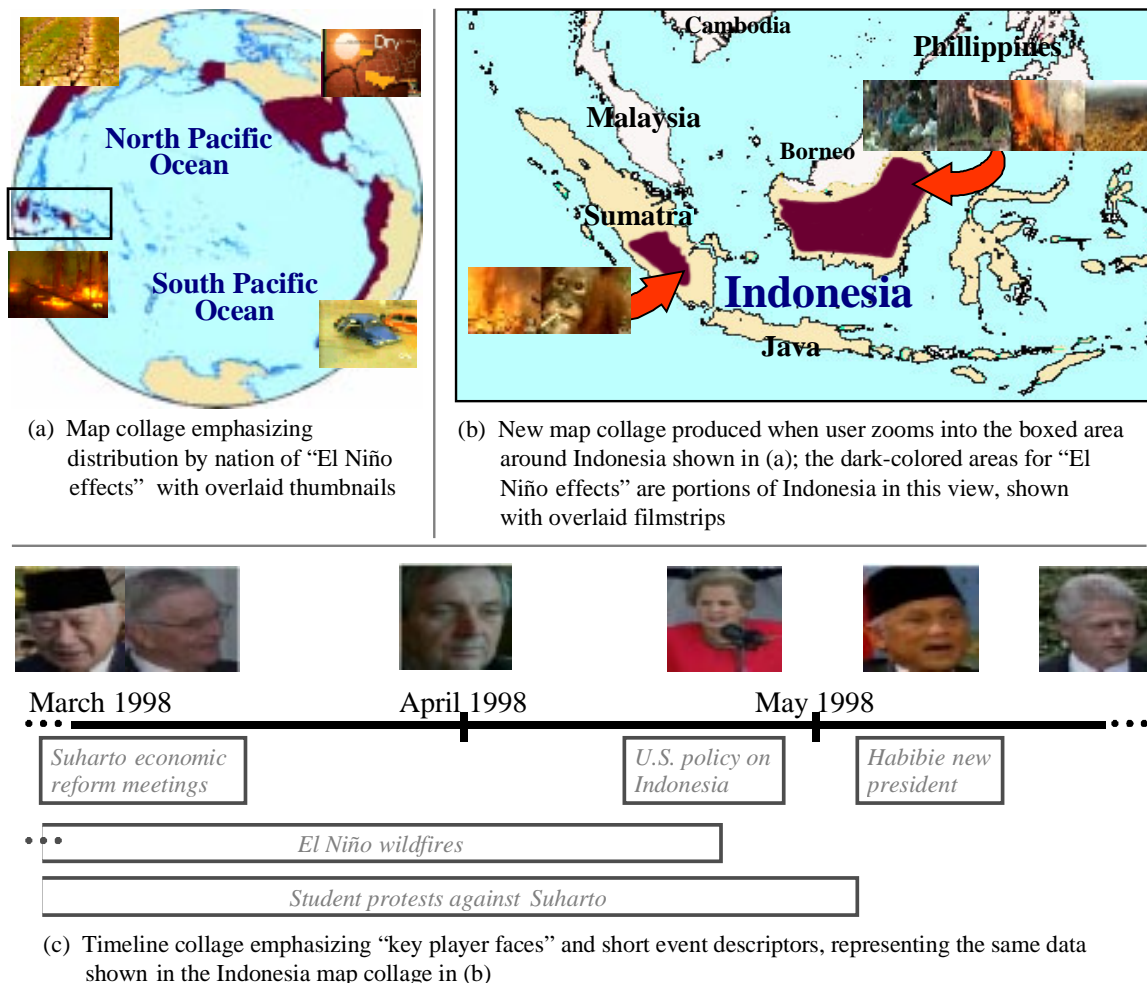 Dry
North Pacific
Ocean
South Pacific
Ocean
(a) Map collage emphasizing
distribution by nation of “El Niño
effects” with overlaid thumbnails
Cambodia
Phillippines
Malaysia
Borneo
Sumatra
Indonesia
Java
(b) New map collage produced when user zooms into the boxed area
around Indonesia shown in (a); the dark-colored areas for “El
Niño effects” are portions of Indonesia in this view, shown
with overlaid filmstrips
March 1998
April 1998
May 1998
Suharto economic
reform meetings
U.S. policy on
Indonesia
Habibie new
president
El Niño wildfires
Student protests against Suharto
(c) Timeline collage emphasizing “key player faces” and short event descriptors, representing the same data
shown in the Indonesia map collage in (b)